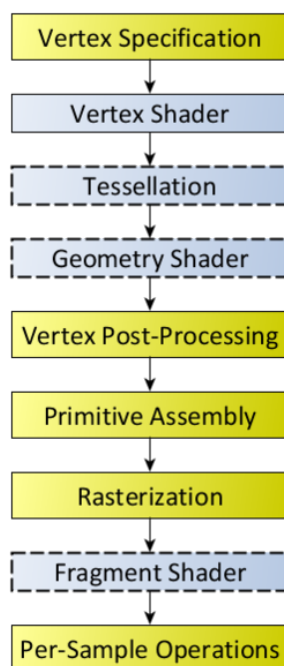 Vertex Specification
Vertex Shader
Tessellation
Geometry Shader
Vertex Post-Processing
Primitive Assembly
Rasterization
Fragment Shader
Per-Sample Operations